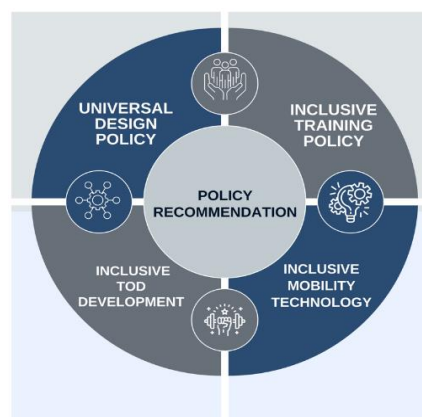 UNIVERSAL
DESIGN
POLICY
INCLUSIVE
TRAINING
POLICY
POLICY
RECOMMENDATION
INCLUSIVE
TOD
DEVELOPMENT
INCLUSIVE
MOBILITY
TECHNOLOGY